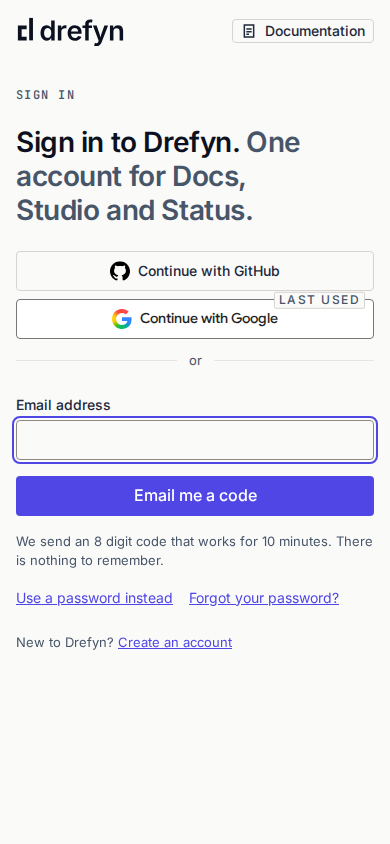 drefyn
Documentation
SIGN IN
Sign in to Drefyn. One
account for Docs,
Studio and Status.
Continue with GitHub
LAST USED
Continue with Google
or
Email address
Email me a code
We send an 8 digit code that works for 10 minutes. There
is nothing to remember.
Use a password instead Forgot your password?
New to Drefyn? Create an account